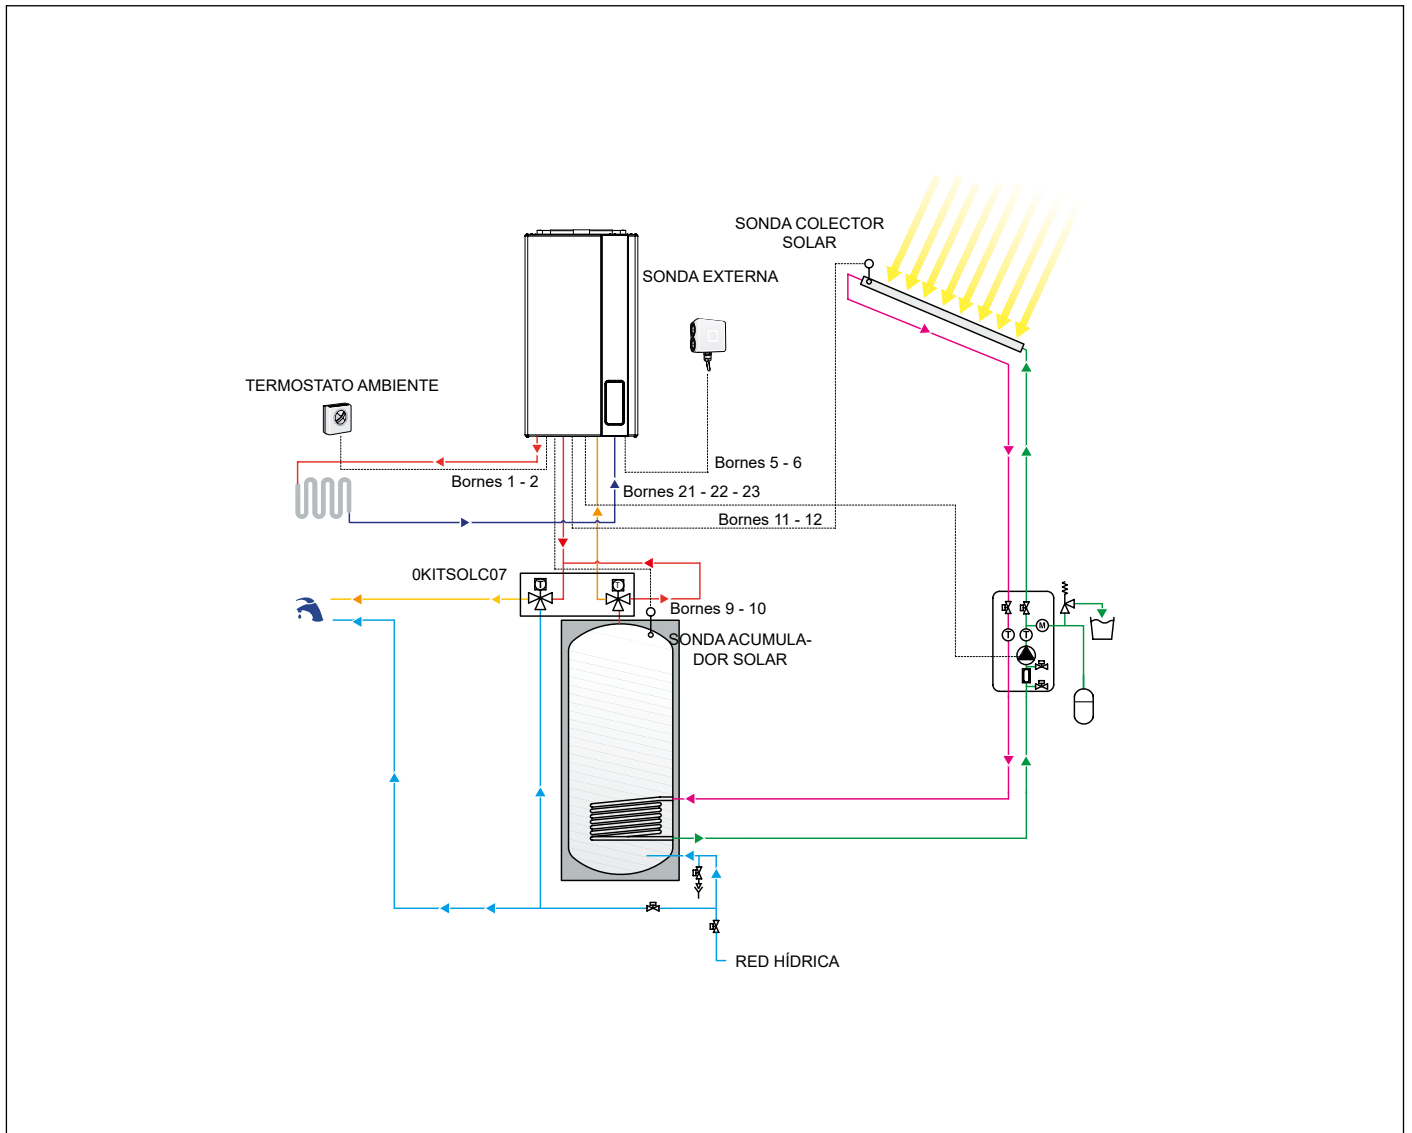 SONDA COLECTOR
SOLAR
SONDA EXTERNA
TERMOSTATO AMBIENTE
Bornes 5 - 6
Bornes 1 - 2
Bornes 21 - 22 - 23
Bornes 11 - 12
0KITSOLC07
T
T
Bornes 9 - 10
SONDA ACUMULA-
DOR SOLAR
M
T
T
RED HÍDRICA